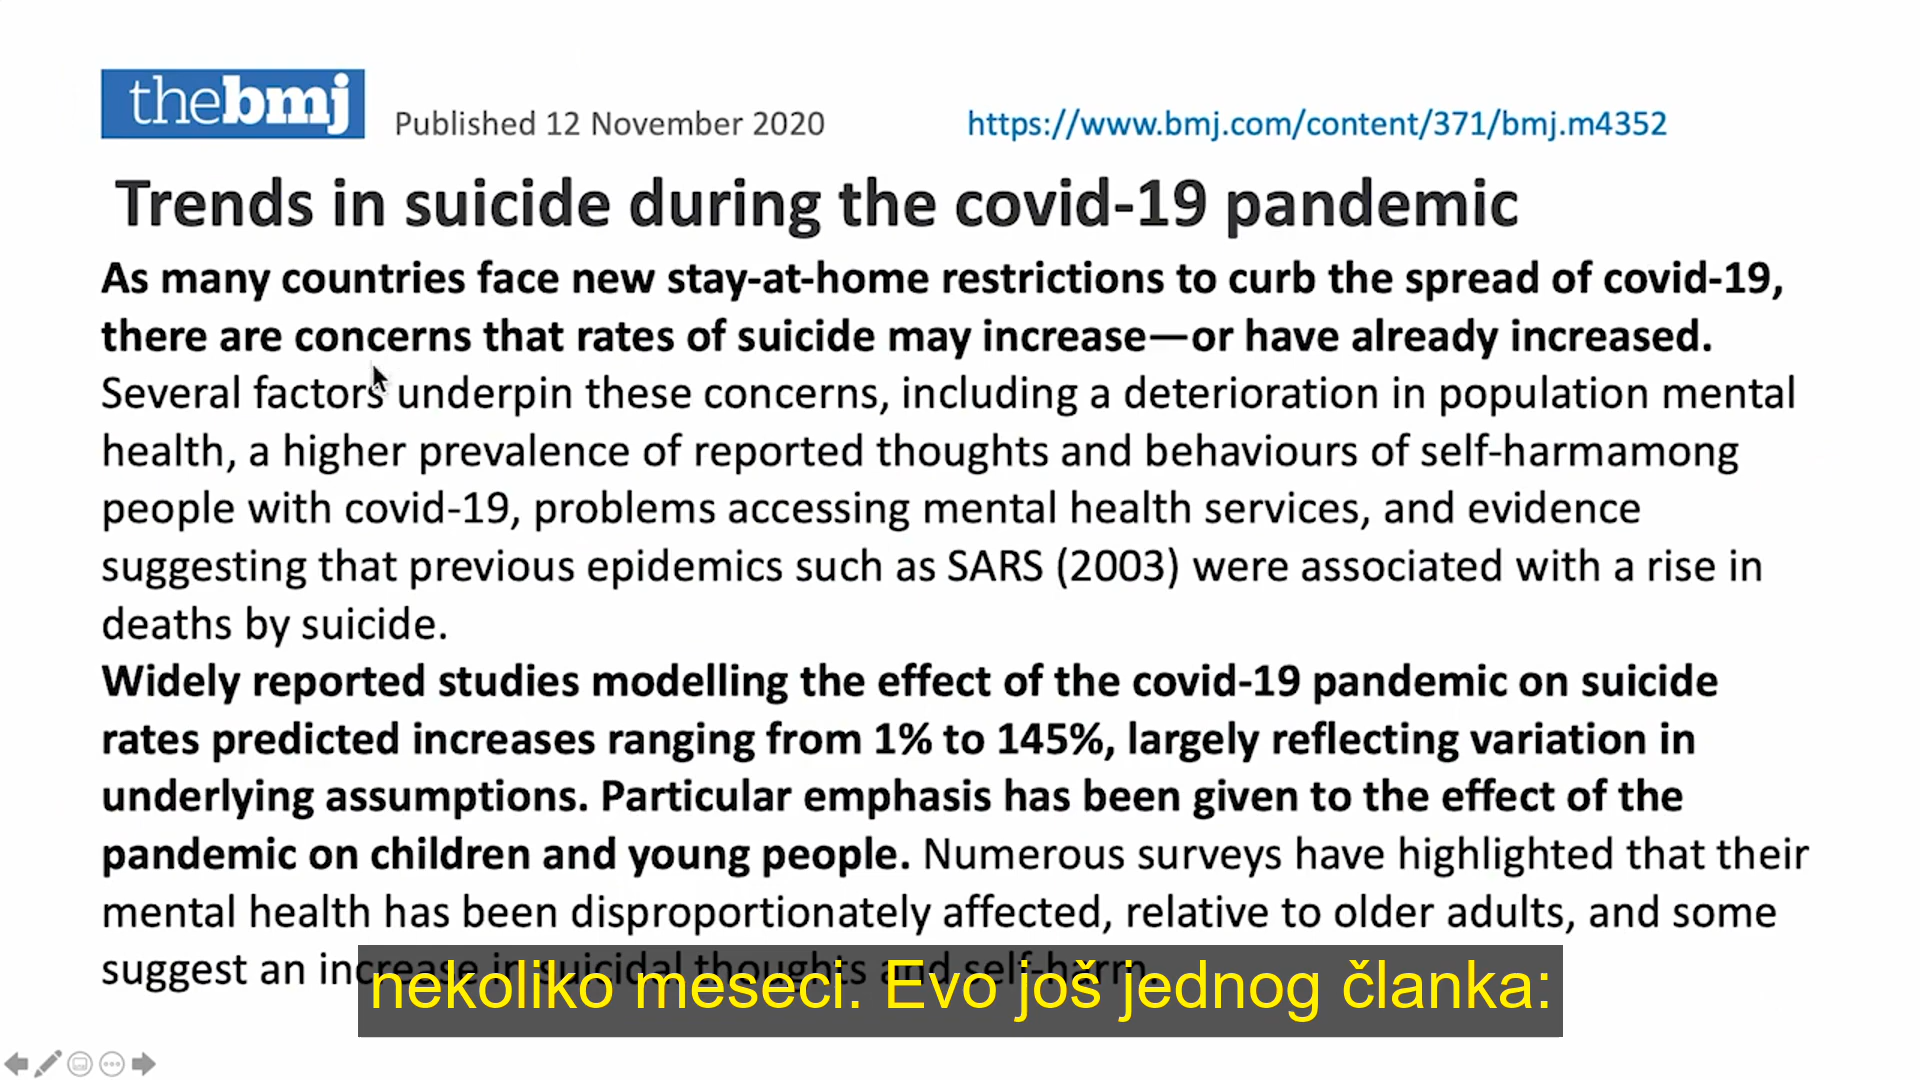 thebmj
Published 12 November 2020
https://www.bmj.com/content/371/bmj.m4352
Trends in suicide during the covid-19 pandemic
As many countries face new stay-at-home restrictions to curb the spread of covid-19,
there are concerns that rates of suicide may increase—or have already increased.
Several factors underpin these concerns, including a deterioration in population mental
health, a higher prevalence of reported thoughts and behaviours of self-harmamong
people with covid-19, problems accessing mental health services, and evidence
suggesting that previous epidemics such as SARS (2003) were associated with a rise in
deaths by suicide.
Widely reported studies modelling the effect of the covid-19 pandemic on suicide
rates predicted increases ranging from 1% to 145%, largely reflecting variation in
underlying assumptions. Particular emphasis has been given to the effect of the
pandemic on children and young people. Numerous surveys have highlighted that their
mental health has been disproportionately affected, relative to older adults, and some
suggest an increase in suicidal thoughts and self-harm.
nekoliko meseci. Evo još jednog članka: